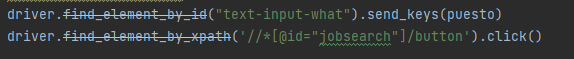 driver.find_element_by_id("text-input-what").send_keys(puesto)
driver.find_element_by_xpath('//*[@id="jobsearch"]/button').click()